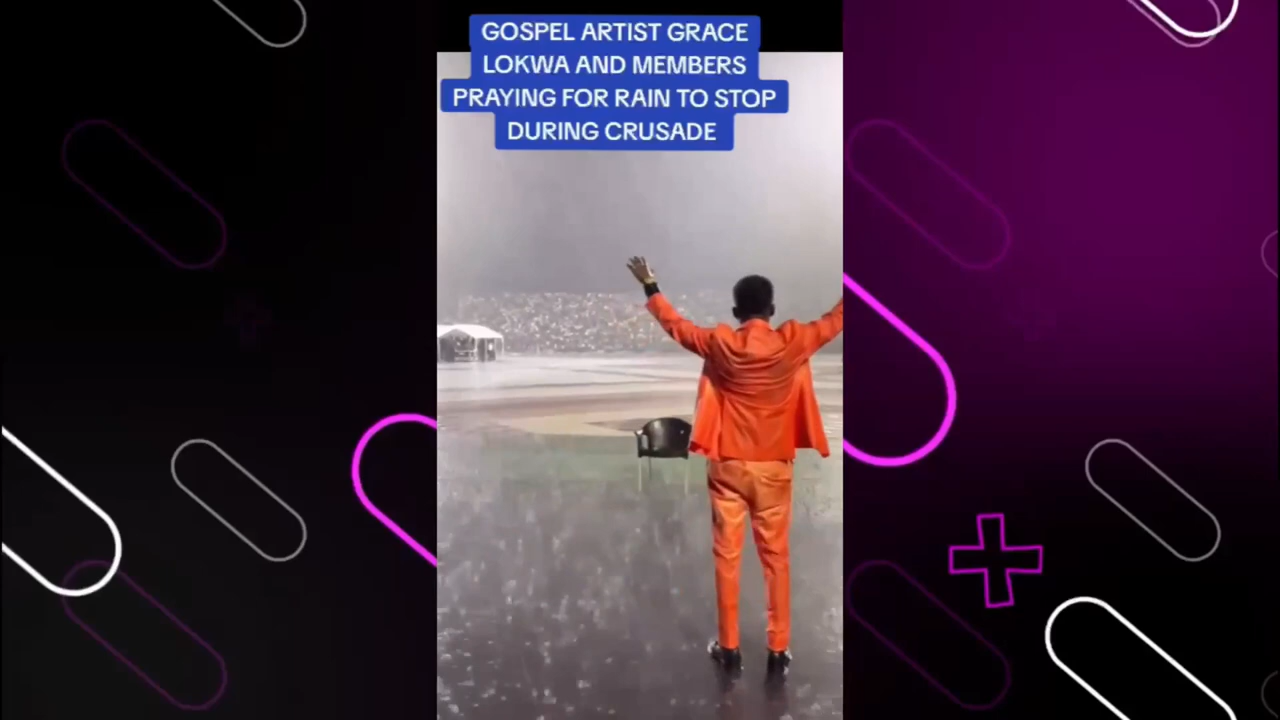 GOSPEL ARTIST GRACE
LOKWA AND MEMBERS
PRAYING FOR RAIN TO STOP
DURING CRUSADE